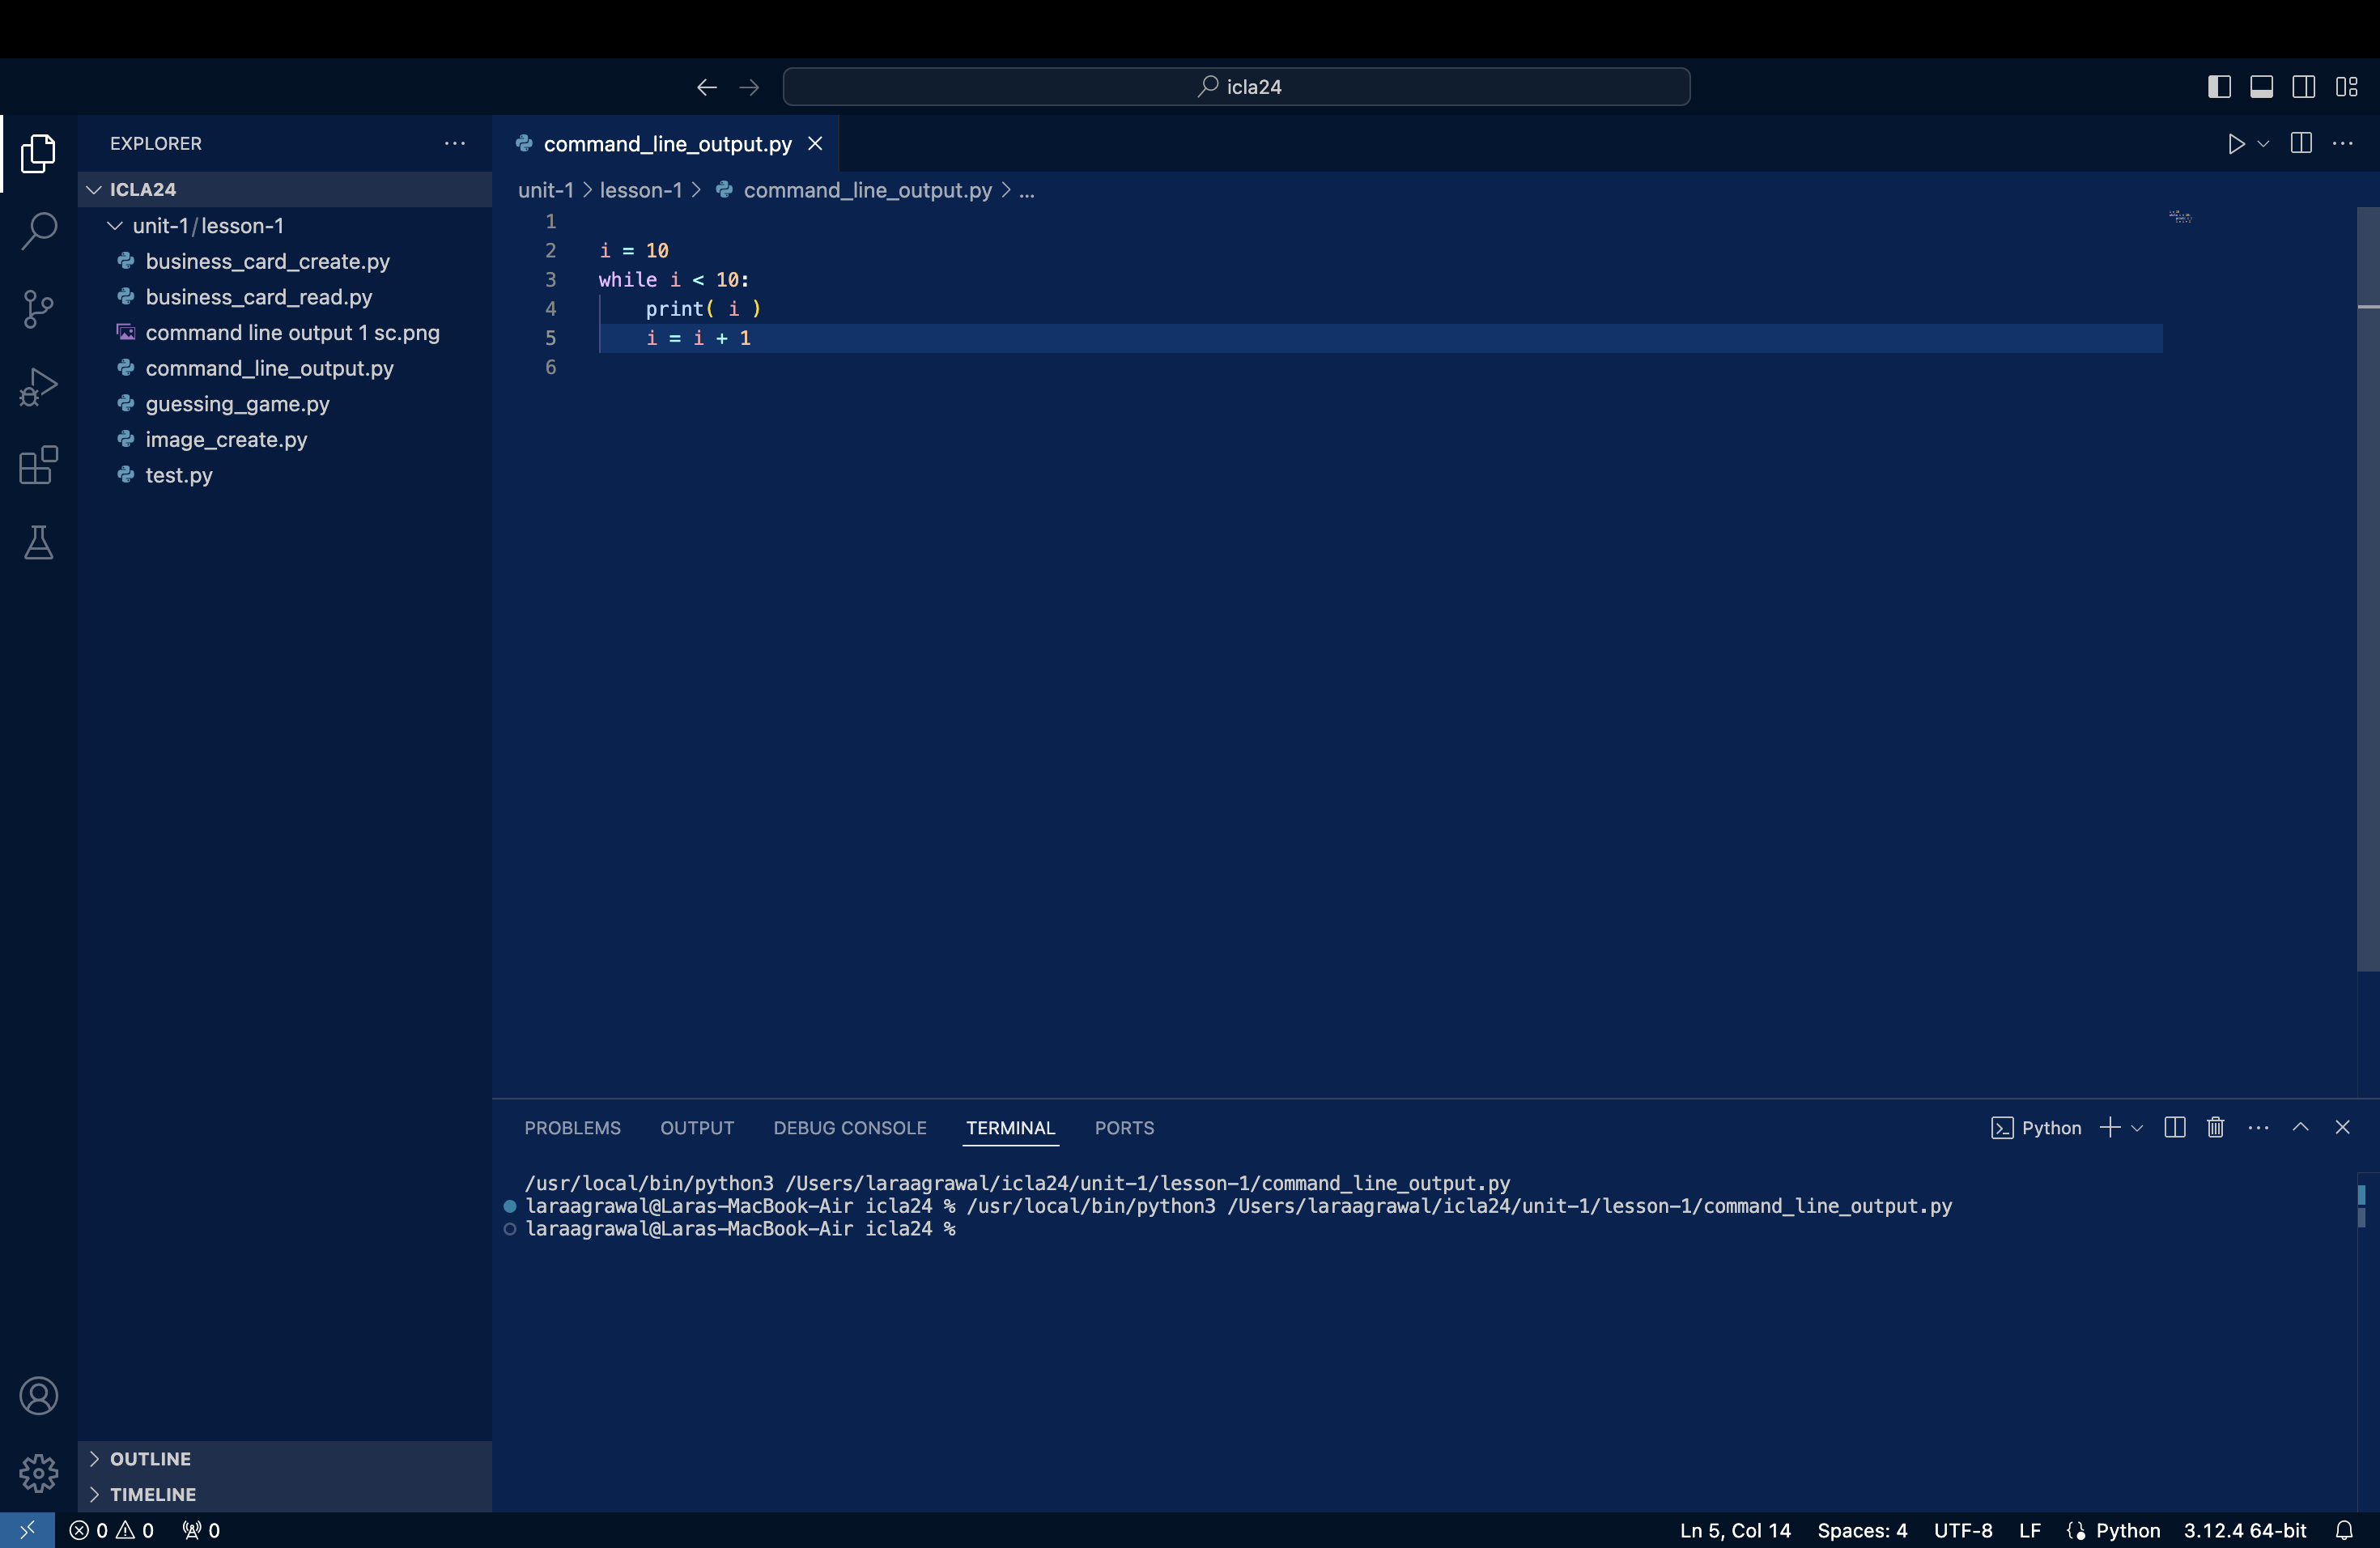 icla24
EXPLORER
ICLA24
unit-1/lesson-1
business_card_create.py
business_card_read.py
command line output 1 sc.png
command_line_output.py
guessing_game.py
image_create.py
test.py
OUTLINE
TIMELINE
command_line_output.py
unit-1 > lesson-1 > command_line_output.py > ...
1
2 i = 10
3 while i < 10:
4     print( i )
5     i = i + 1
6
PROBLEMS OUTPUT DEBUG CONSOLE TERMINAL PORTS
Python
/usr/local/bin/python3 /Users/laraagrawal/icla24/unit-1/lesson-1/command_line_output.py
laraagrawal@Laras-MacBook-Air icla24 % /usr/local/bin/python3 /Users/laraagrawal/icla24/unit-1/lesson-1/command_line_output.py
laraagrawal@Laras-MacBook-Air icla24 %
0 0 0 Ln 5, Col 14 Spaces: 4 UTF-8 LF Python 3.12.4 64-bit